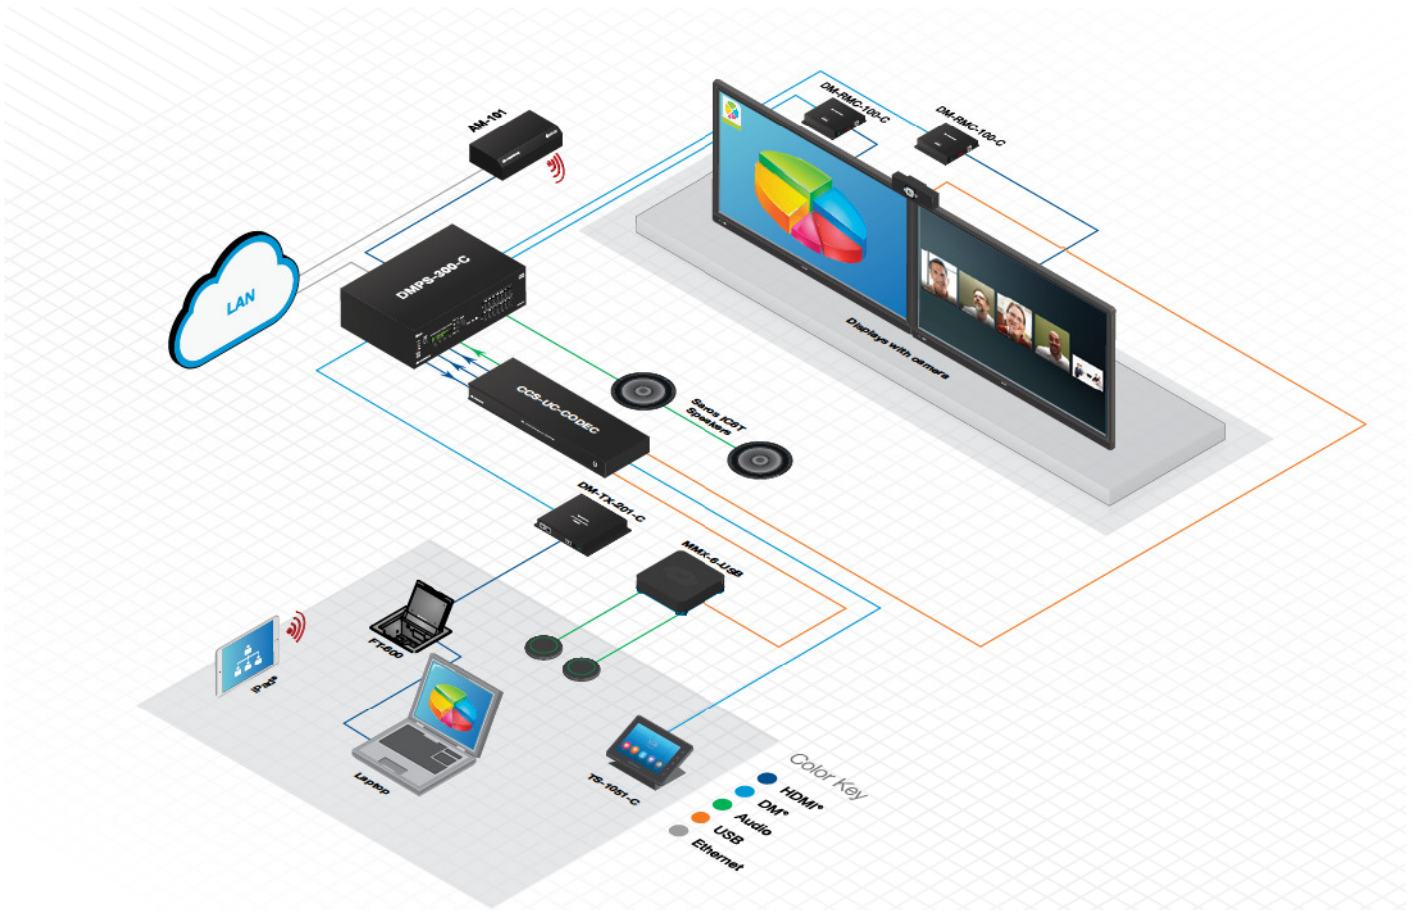 AM-101
DM-RMC-100-C
DM-RMC-100-C
LAN
DMPS-300-C
Displays with camera
CCS-UC-CODEC
Saros IC6T
Speakers
DM-TX-201-C
MMX-6-USB
FT-600
iPad®
Laptop
TS-1051-C
Color Key
HDMI®
DM®
Audio
USB
Ethernet